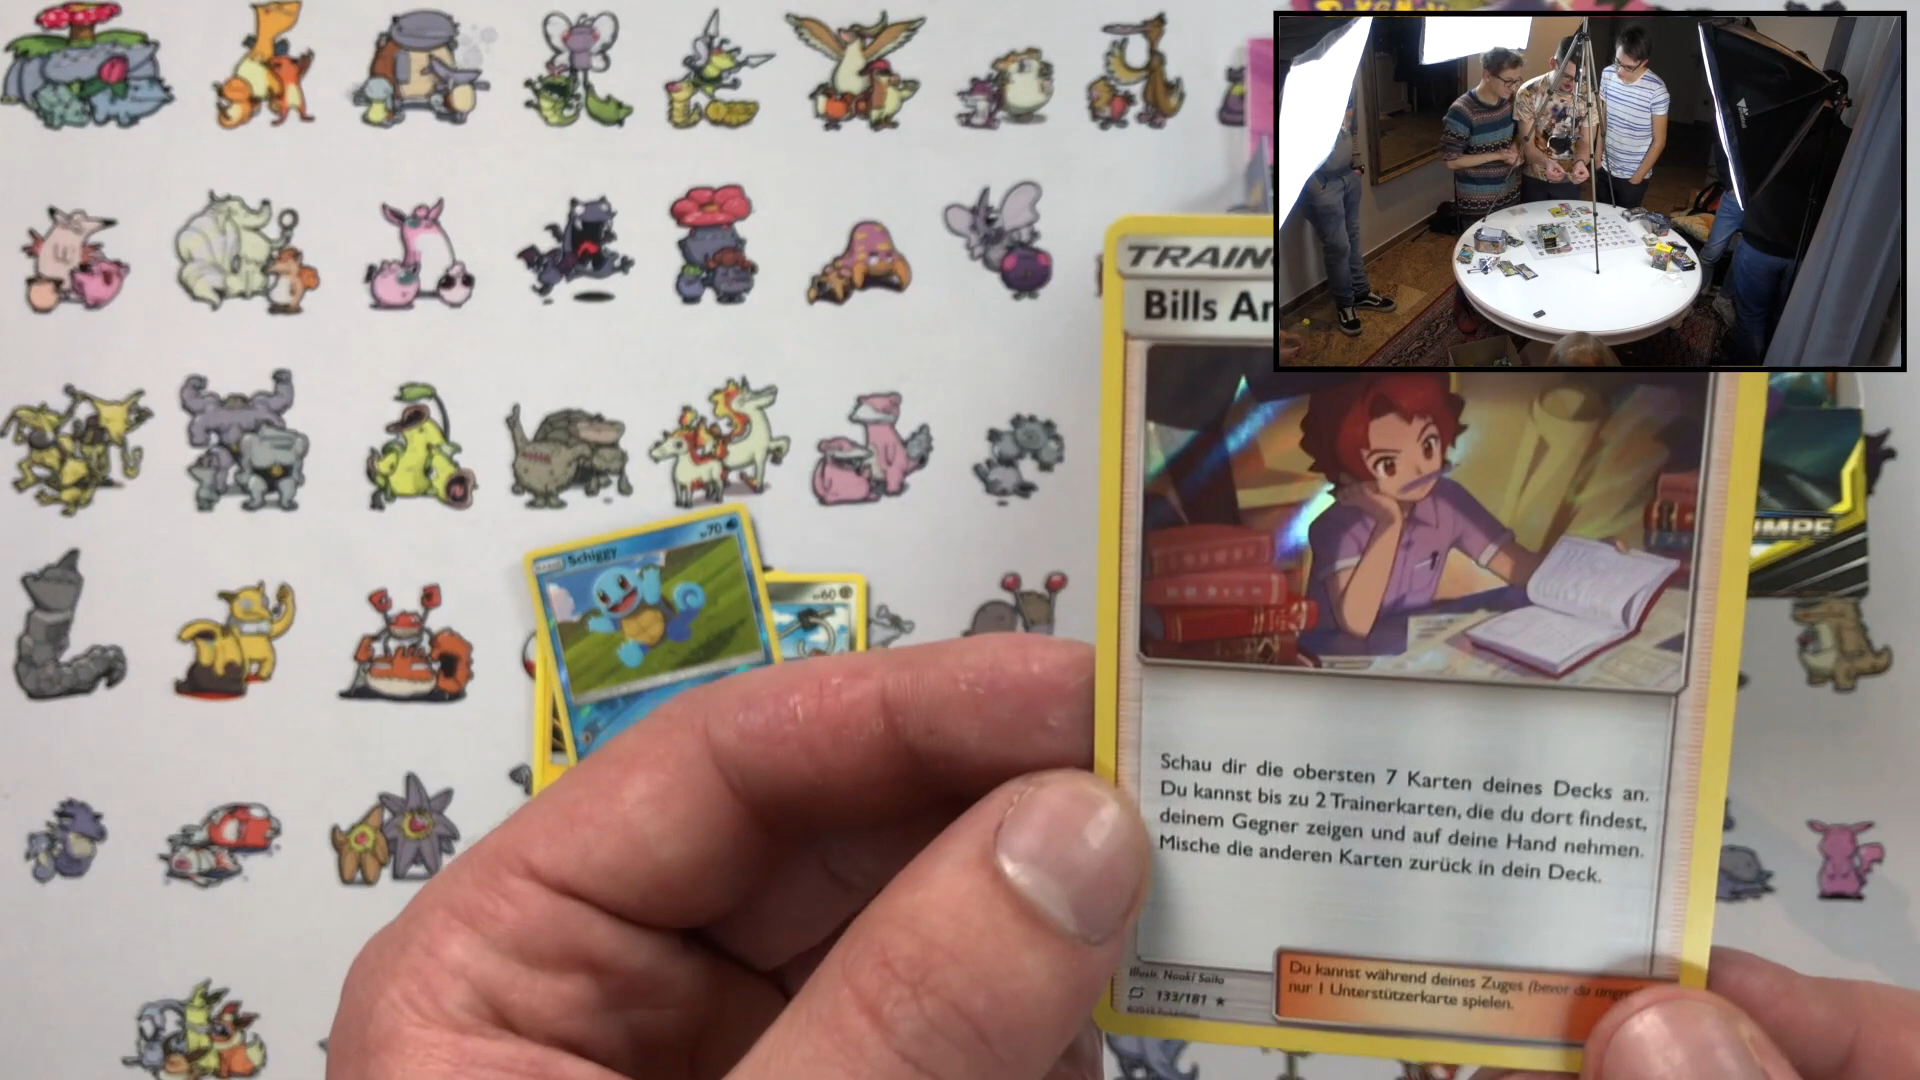 TRAIN
Bills An
Schiggy
70
60
Schau dir die obersten 7 Karten deines Decks an.
Du kannst bis zu 2 Trainerkarten, die du dort findest,
deinem Gegner zeigen und auf deine Hand nehmen.
Mische die anderen Karten zurück in dein Deck.
Illustr. Naoki Saito
133/181
Du kannst während deines Zuges (bevor du
nur 1 Unterstützerkarte spielen.